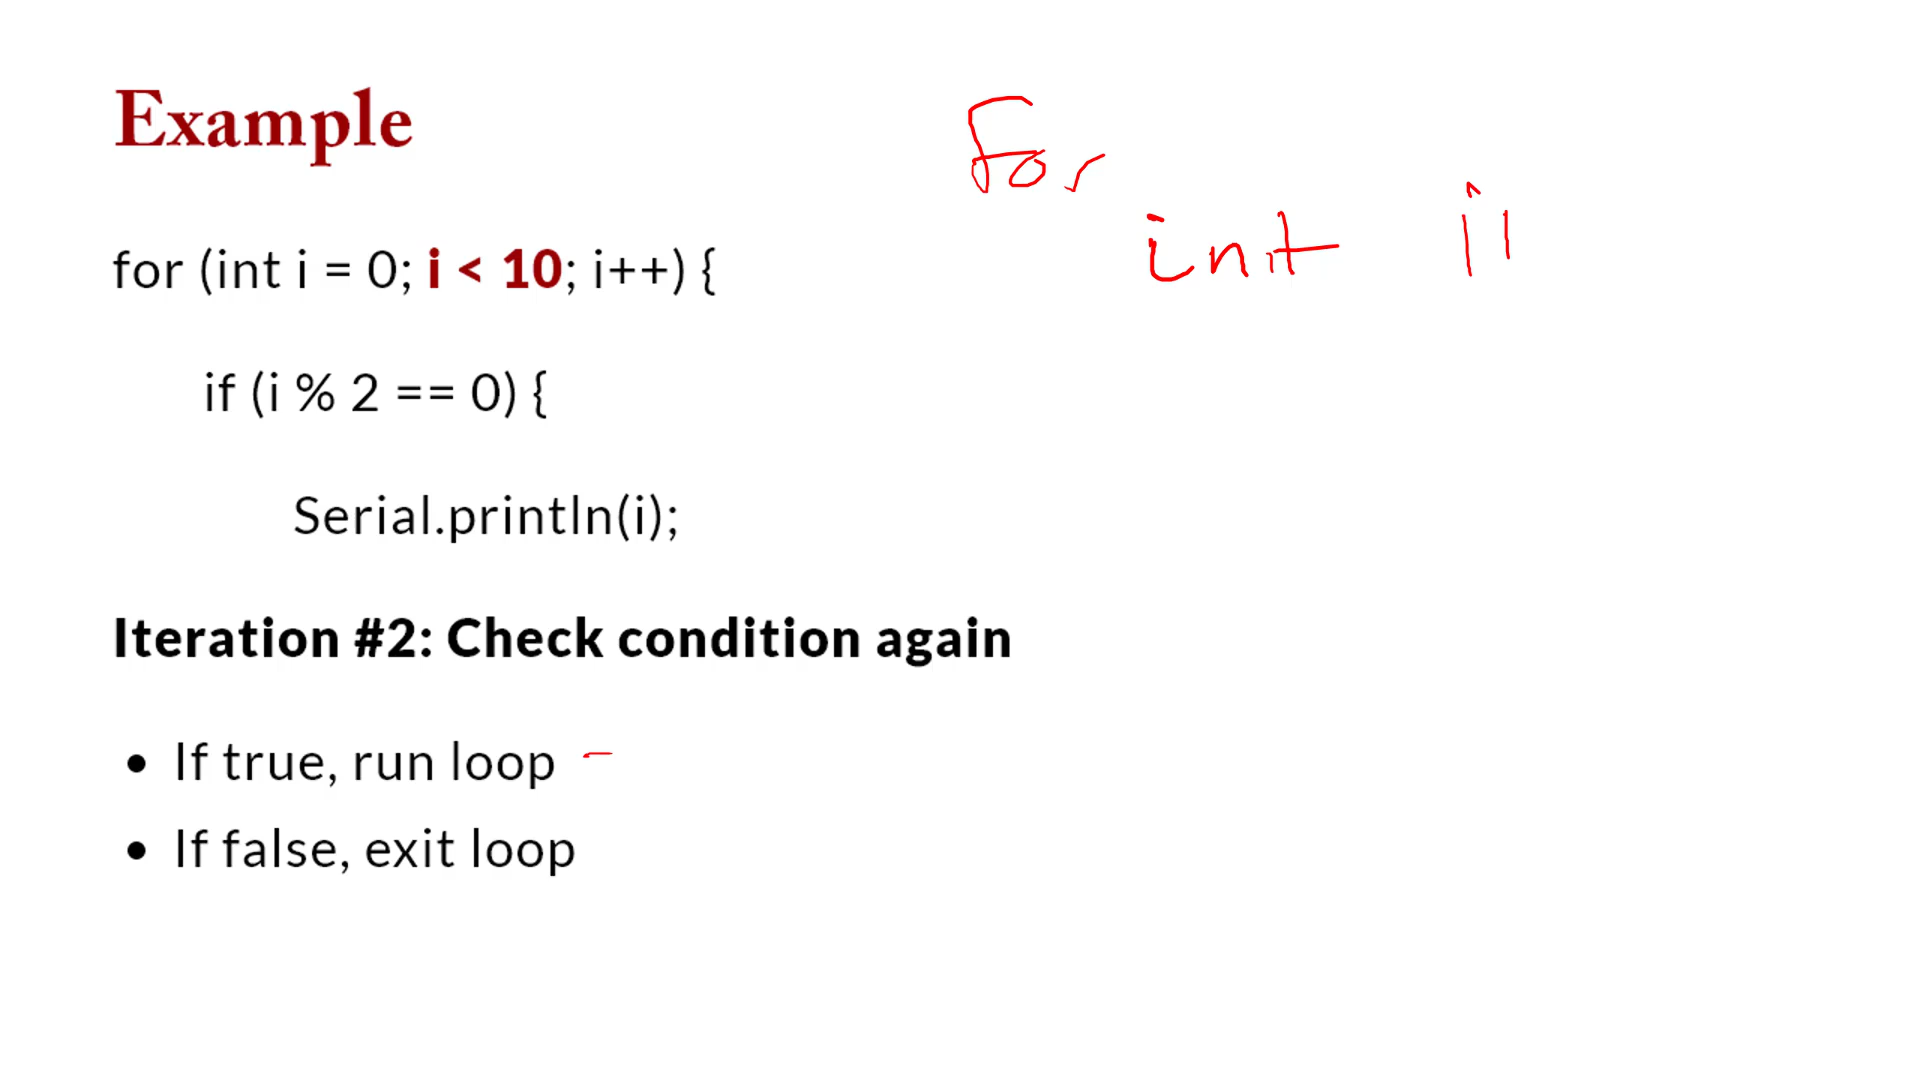 Example
For
int i
for (int i = 0; i < 10; i++) {
if (i % 2 == 0) {
Serial.println(i);
Iteration #2: Check condition again
• If true, run loop -
• If false, exit loop